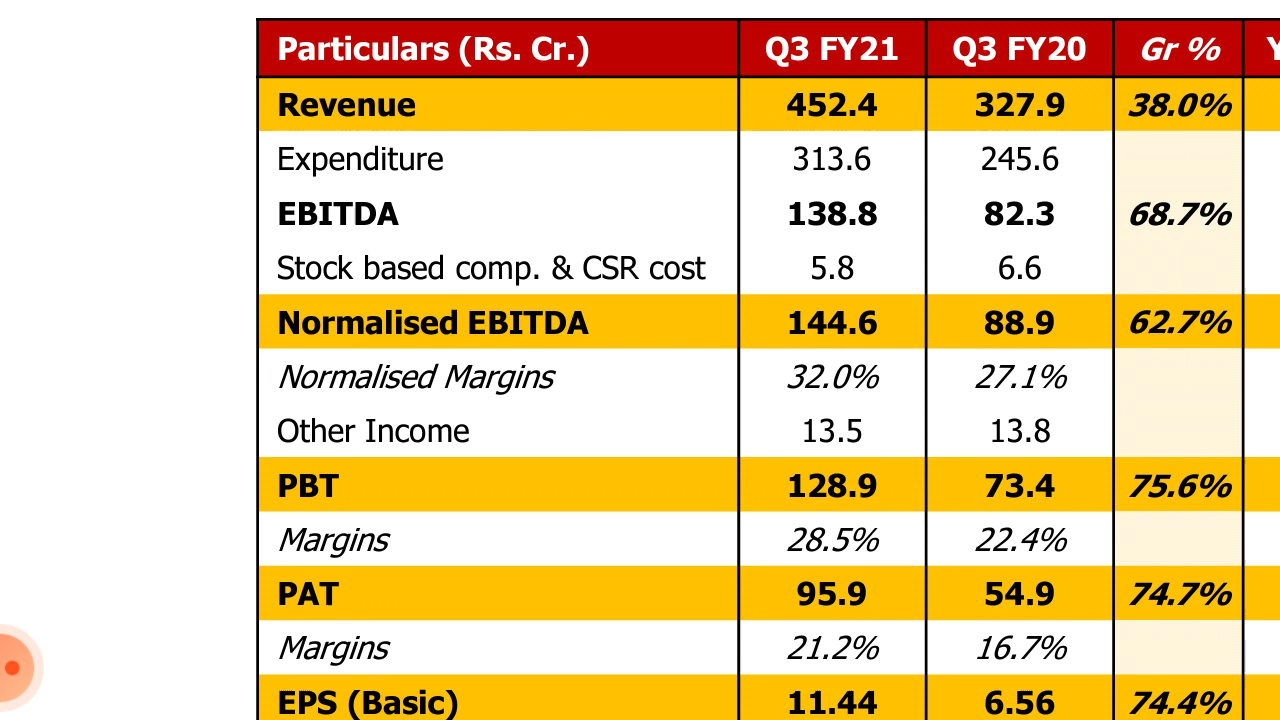 Particulars (Rs. Cr.) Q3 FY21 Q3 FY20 Gr % Y
Revenue 452.4 327.9 38.0%
Expenditure 313.6 245.6
EBITDA 138.8 82.3 68.7%
Stock based comp. & CSR cost 5.8 6.6
Normalised EBITDA 144.6 88.9 62.7%
Normalised Margins 32.0% 27.1%
Other Income 13.5 13.8
PBT 128.9 73.4 75.6%
Margins 28.5% 22.4%
PAT 95.9 54.9 74.7%
Margins 21.2% 16.7%
EPS (Basic) 11.44 6.56 74.4%